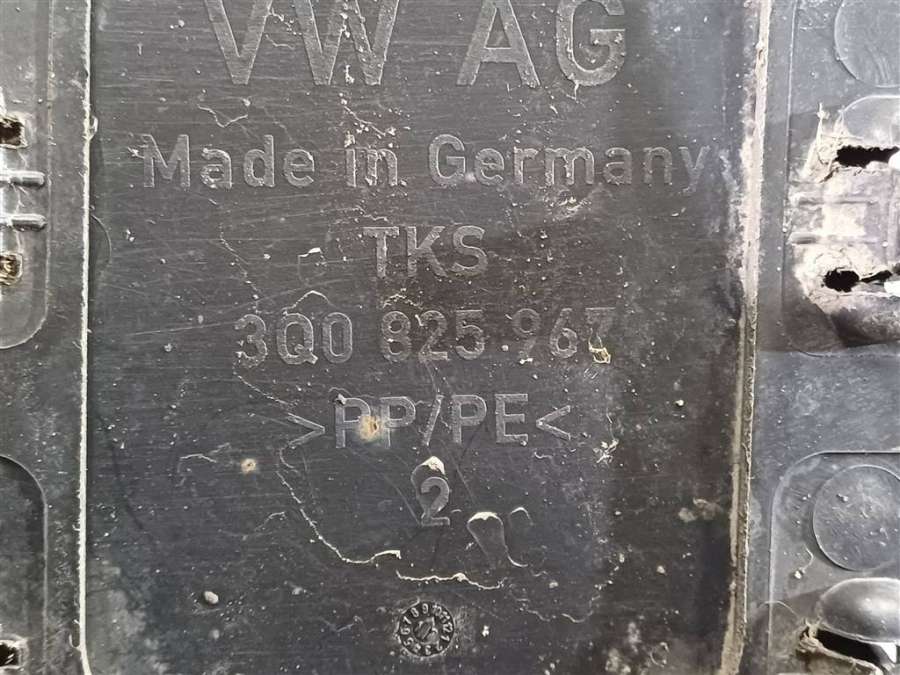 VW AG
Made in Germany
TKS
3Q0 825 967
>PP/PE<
2